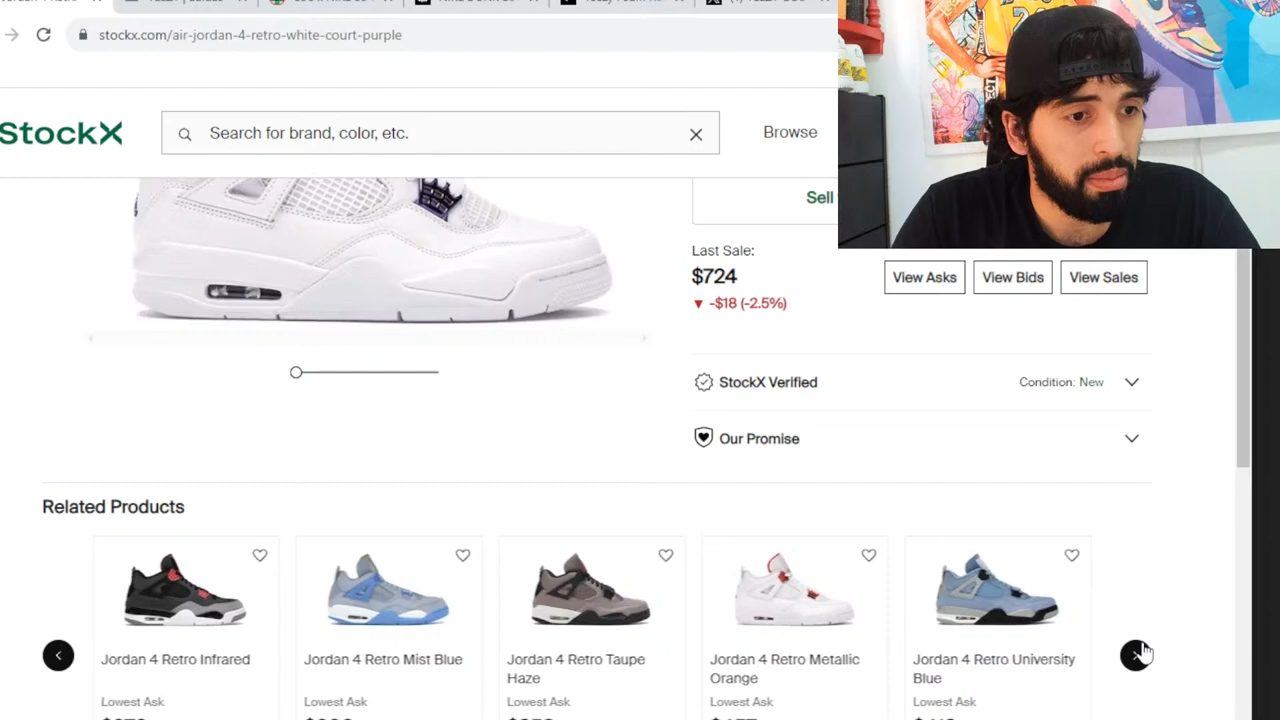 stockx.com/air-jordan-4-retro-white-court-purple
StockX
Search for brand, color, etc.
Browse
Sell
Last Sale:
$724
▼ -$18 (-2.5%)
View Asks
View Bids
View Sales
StockX Verified
Condition: New
Our Promise
Related Products
Jordan 4 Retro Infrared
Lowest Ask
Jordan 4 Retro Mist Blue
Lowest Ask
Jordan 4 Retro Taupe
Haze
Lowest Ask
Jordan 4 Retro Metallic
Orange
Lowest Ask
Jordan 4 Retro University
Blue
Lowest Ask